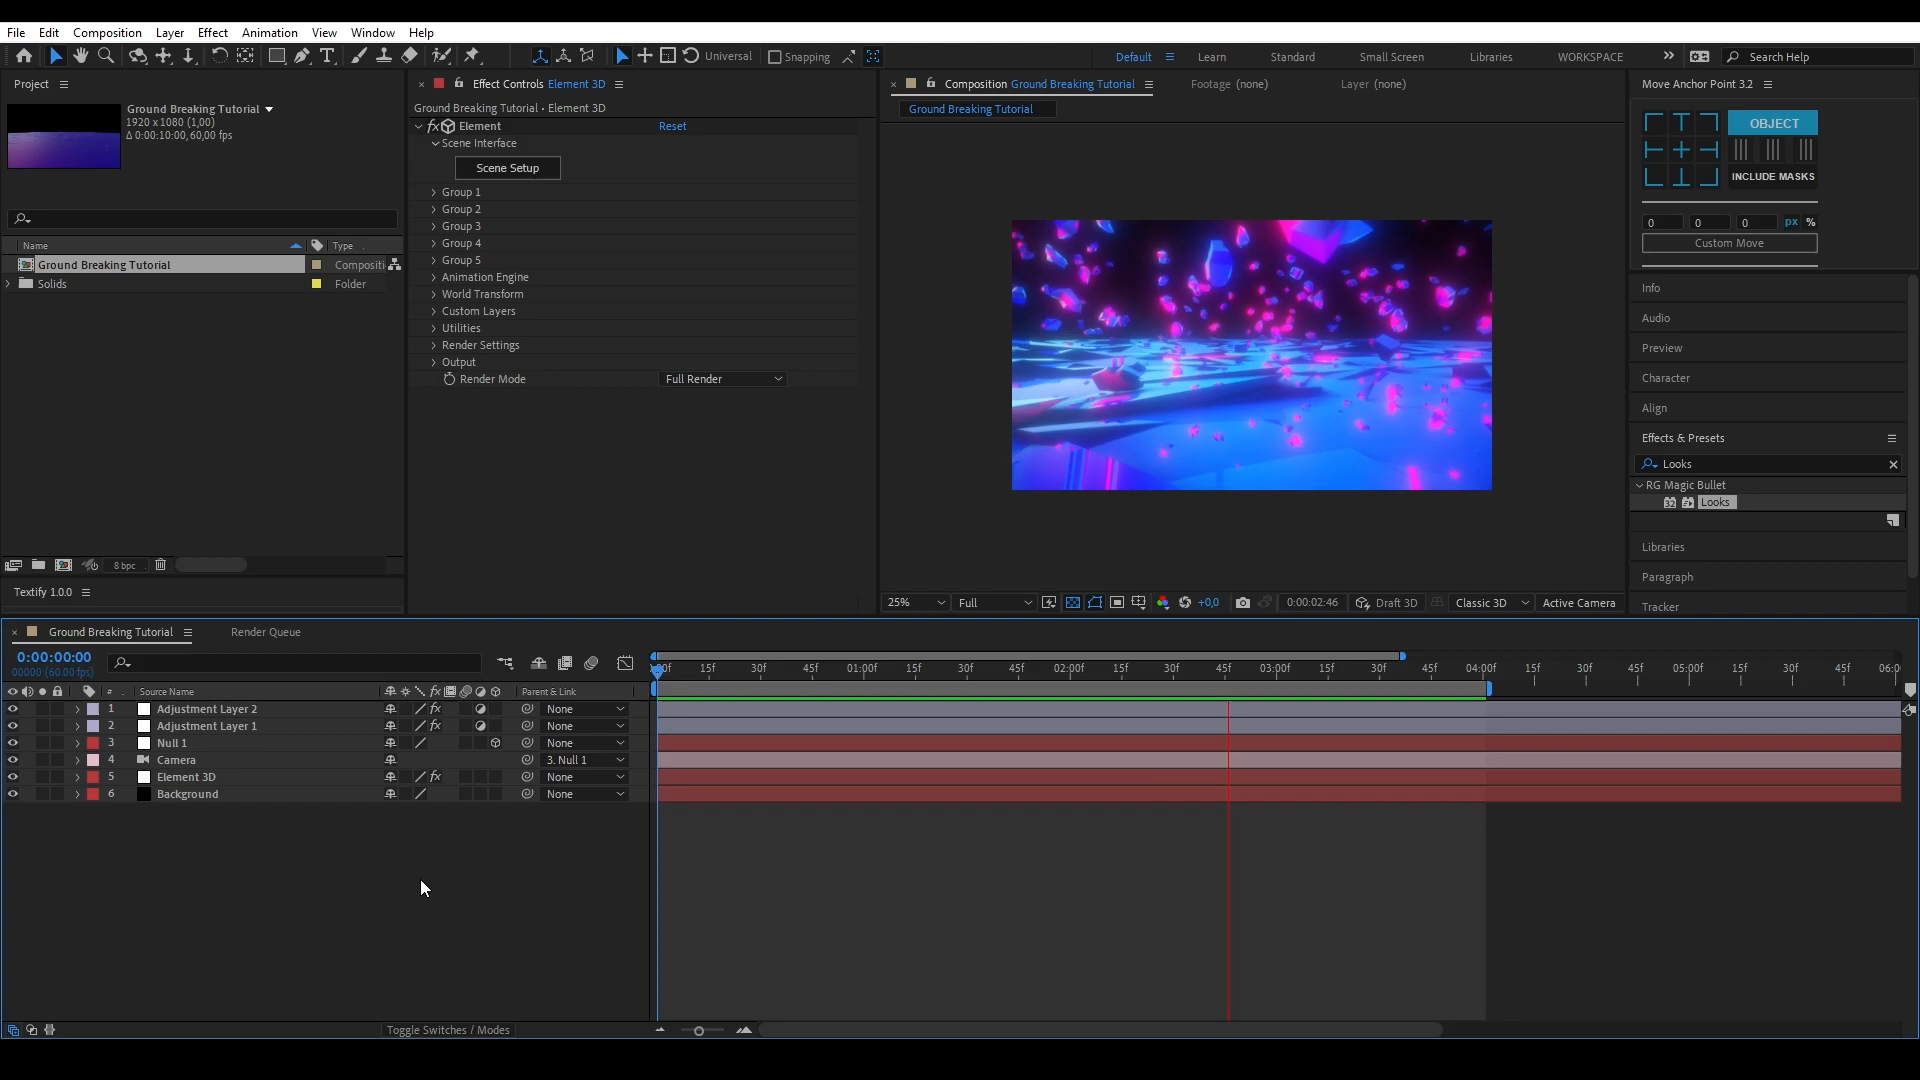 File Edit Composition Layer Effect Animation View Window Help
Universal Snapping Default Learn Standard Small Screen Libraries WORKSPACE Search Help
Project
Ground Breaking Tutorial
1920 x 1080 (1,00)
Δ 0:00:10:00, 60,00 fps
Name Type
Ground Breaking Tutorial Compositi
Solids Folder
8 bpc
Textify 1.0.0
Effect Controls Element 3D
Ground Breaking Tutorial • Element 3D
fx Element Reset
Scene Interface
Scene Setup
Group 1
Group 2
Group 3
Group 4
Group 5
Animation Engine
World Transform
Custom Layers
Utilities
Render Settings
Output
Render Mode Full Render
Composition Ground Breaking Tutorial Footage (none) Layer (none)
Ground Breaking Tutorial
25% Full +0,0 0:00:02:46 Draft 3D Classic 3D Active Camera
Move Anchor Point 3.2
OBJECT
INCLUDE MASKS
0 0 0 px %
Custom Move
Info
Audio
Preview
Character
Align
Effects & Presets
Looks
RG Magic Bullet
32 Looks
Libraries
Paragraph
Tracker
Ground Breaking Tutorial Render Queue
0:00:00:00
00000 (60.00 fps)
15f 30f 45f 01:00f 15f 30f 45f 02:00f 15f 30f 45f 03:00f 15f 30f 45f 04:00f 15f 30f 45f 05:00f 15f 30f 45f 06:0
# Source Name fx Parent & Link
1 Adjustment Layer 2 fx None
2 Adjustment Layer 1 fx None
3 Null 1 None
4 Camera 3. Null 1
5 Element 3D fx None
6 Background None
Toggle Switches / Modes